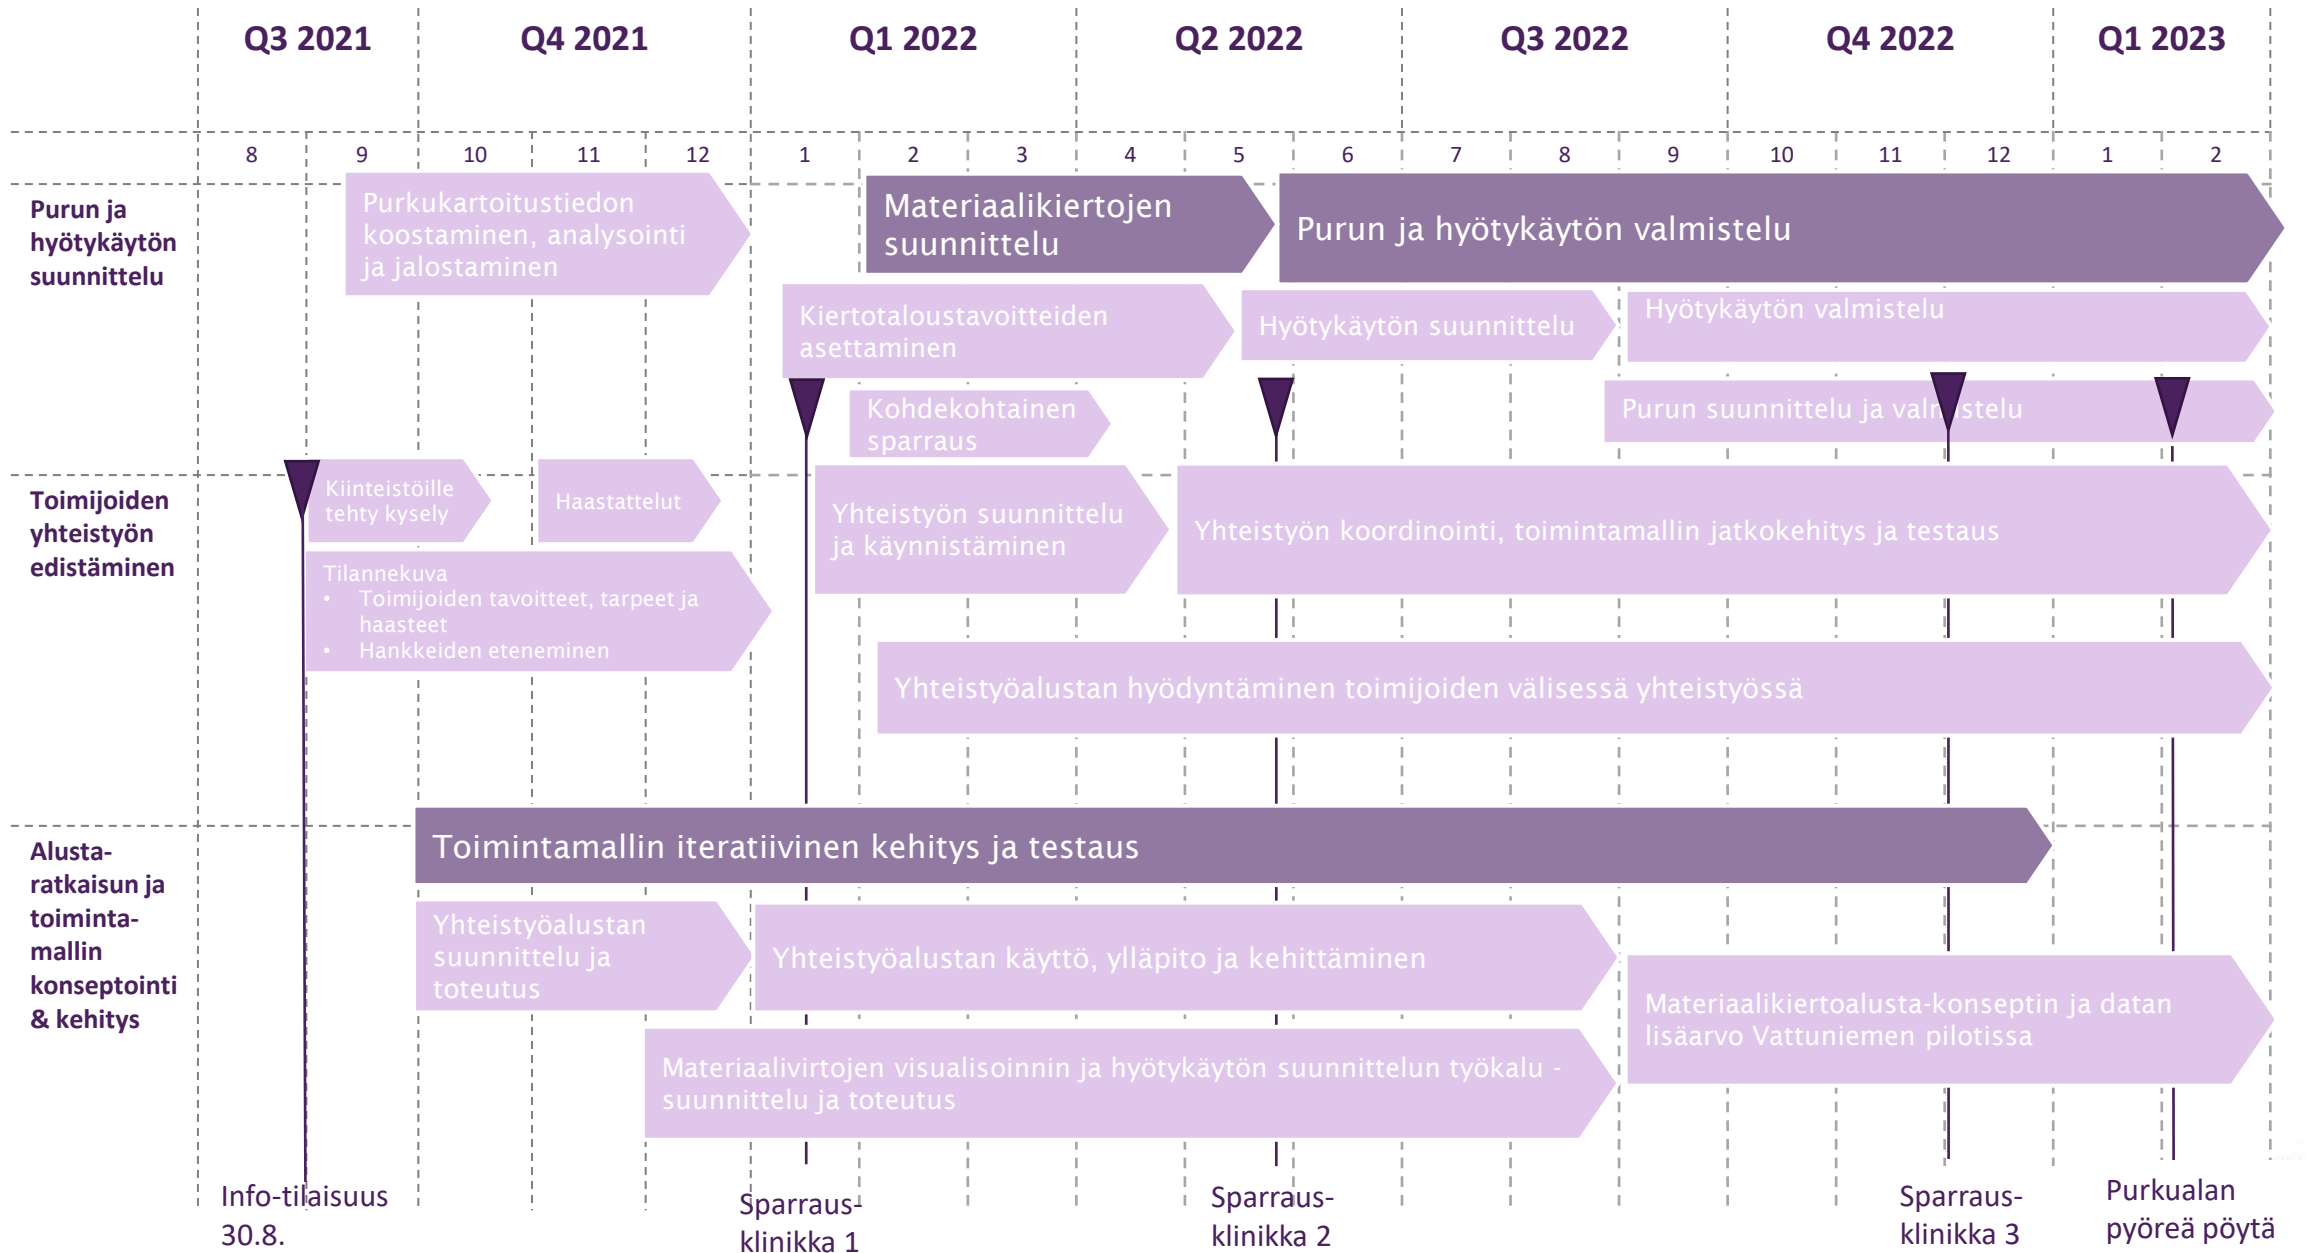 Q3 2021
Q4 2021
Q1 2022
Q2 2022
Q3 2022
Q4 2022
Q1 2023
8
9
10
11
12
1
2
3
4
5
6
7
8
9
10
11
12
1
2
Purun ja
hyötykäytön
suunnittelu
Purkukartoitustiedon
koostaminen, analysointi
ja jalostaminen
Materiaalikiertojen
suunnittelu
Purun ja hyötykäytön valmistelu
Kiertotaloustavoitteiden
asettaminen
Hyötykäytön suunnittelu
Hyötykäytön valmistelu
Kohdekohtainen
sparraus
Purun suunnittelu ja valmistelu
Toimijoiden
yhteistyön
edistäminen
Kiinteistöille
tehty kysely
Haastattelut
Yhteistyön suunnittelu
ja käynnistäminen
Yhteistyön koordinointi, toimintamallin jatkokehitys ja testaus
Tilannekuva
• Toimijoiden tavoitteet, tarpeet ja
haasteet
• Hankkeiden eteneminen
Yhteistyöalustan hyödyntäminen toimijoiden välisessä yhteistyössä
Alusta-
ratkaisun ja
toiminta-
mallin
konseptointi
& kehitys
Toimintamallin iteratiivinen kehitys ja testaus
Yhteistyöalustan
suunnittelu ja
toteutus
Yhteistyöalustan käyttö, ylläpito ja kehittäminen
Materiaalikiertoalusta-konseptin ja datan
lisäarvo Vattuniemen pilotissa
Materiaalivirtojen visualisoinnin ja hyötykäytön suunnittelun työkalu -
suunnittelu ja toteutus
Info-tilaisuus
30.8.
Sparraus-
klinikka 1
Sparraus-
klinikka 2
Sparraus-
klinikka 3
Purkualan
pyöreä pöytä